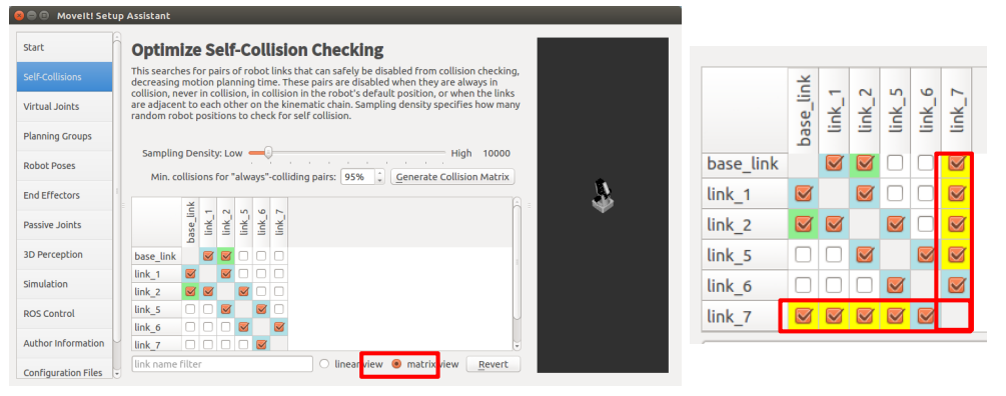 MoveIt! Setup Assistant
Start
Self-Collisions
Virtual Joints
Planning Groups
Robot Poses
End Effectors
Passive Joints
3D Perception
Simulation
ROS Control
Author Information
Configuration Files
Optimize Self-Collision Checking
This searches for pairs of robot links that can safely be disabled from collision checking,
decreasing motion planning time. These pairs are disabled when they are always in
collision, never in collision, in collision in the robot's default position, or when the links
are adjacent to each other on the kinematic chain. Sampling density specifies how many
random robot positions to check for self collision.
Sampling Density: Low High 10000
Min. collisions for "always"-colliding pairs: 95% Generate Collision Matrix
base_link link_1 link_2 link_5 link_6 link_7
base_link
link_1
link_2
link_5
link_6
link_7
link name filter linear view matrix view Revert
base_link link_1 link_2 link_5 link_6 link_7
base_link
link_1
link_2
link_5
link_6
link_7